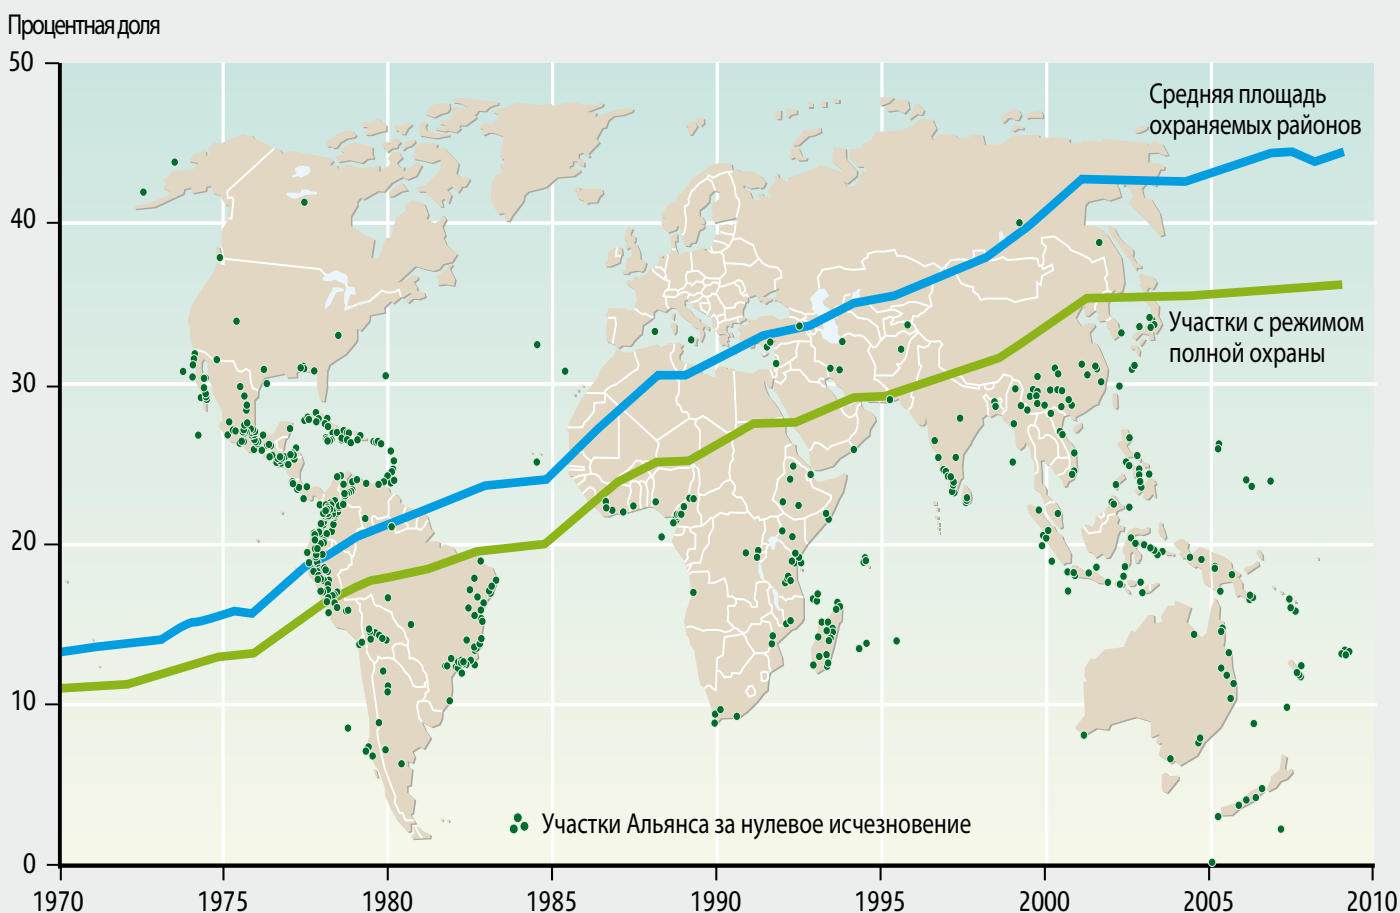 Процентная доля
50
40
30
20
10
0
Средняя площадь
охраняемых районов
Участки с режимом
полной охраны
Участки Альянса за нулевое исчезновение
1970 1975 1980 1985 1990 1995 2000 2005 2010